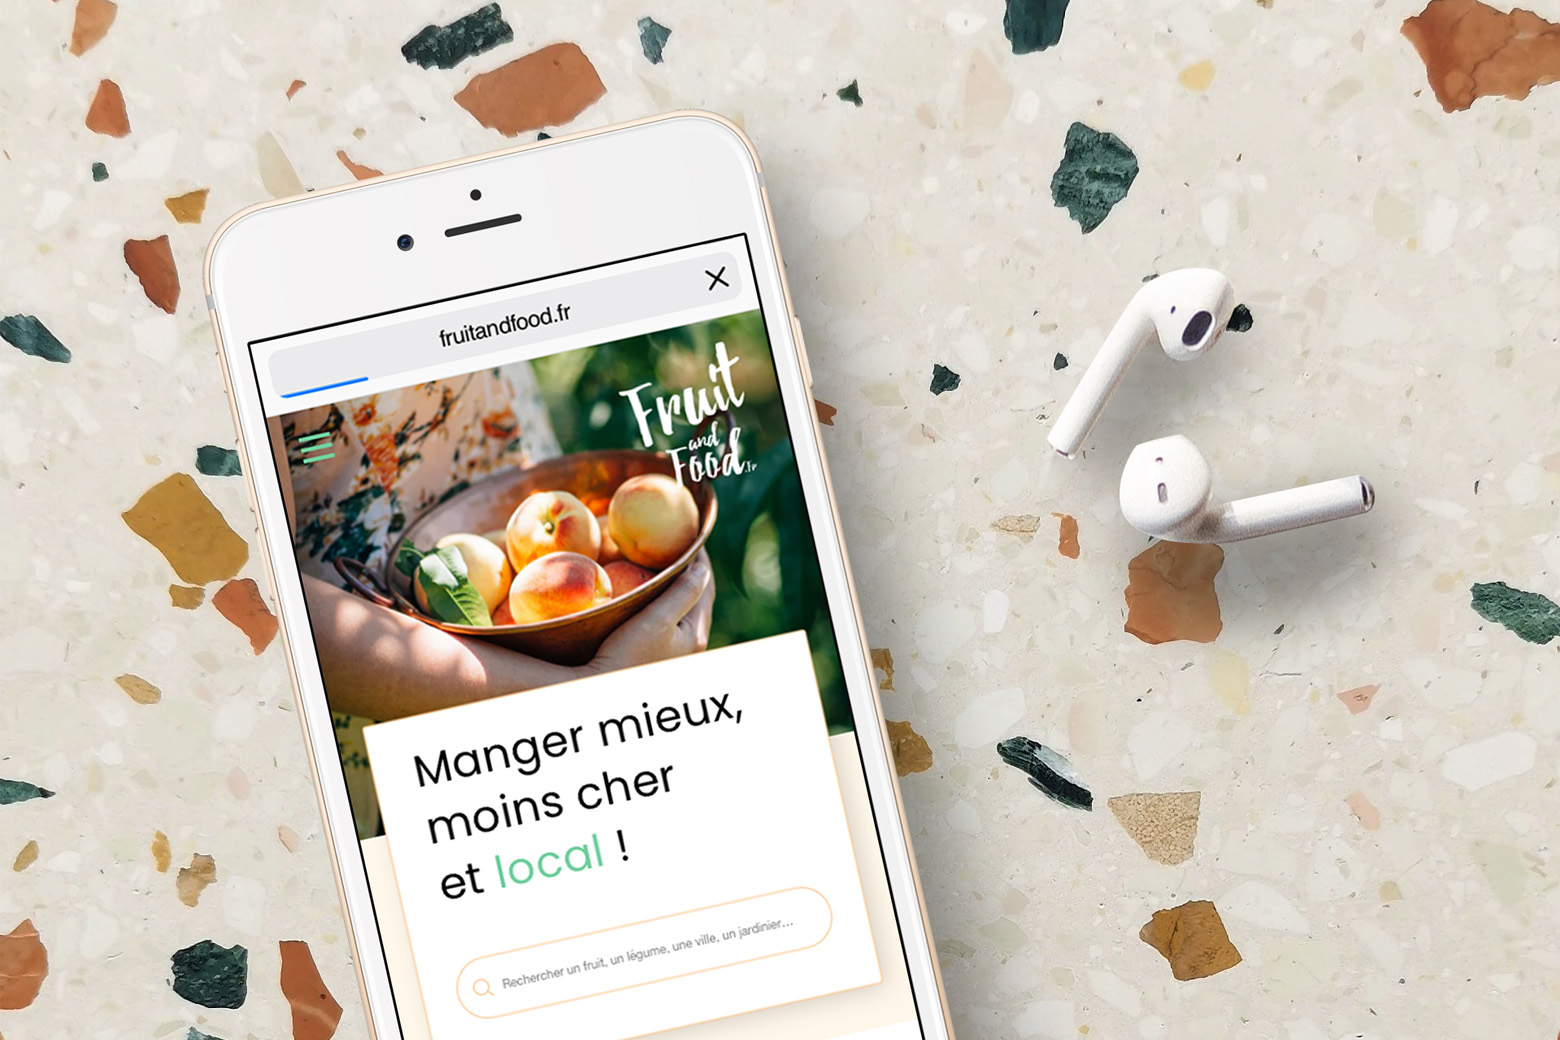 fruitandfood.fr
Fruit
and
Food.fr
Manger mieux,
moins cher
et local !
Rechercher un fruit, un légume, une ville, un jardinier...